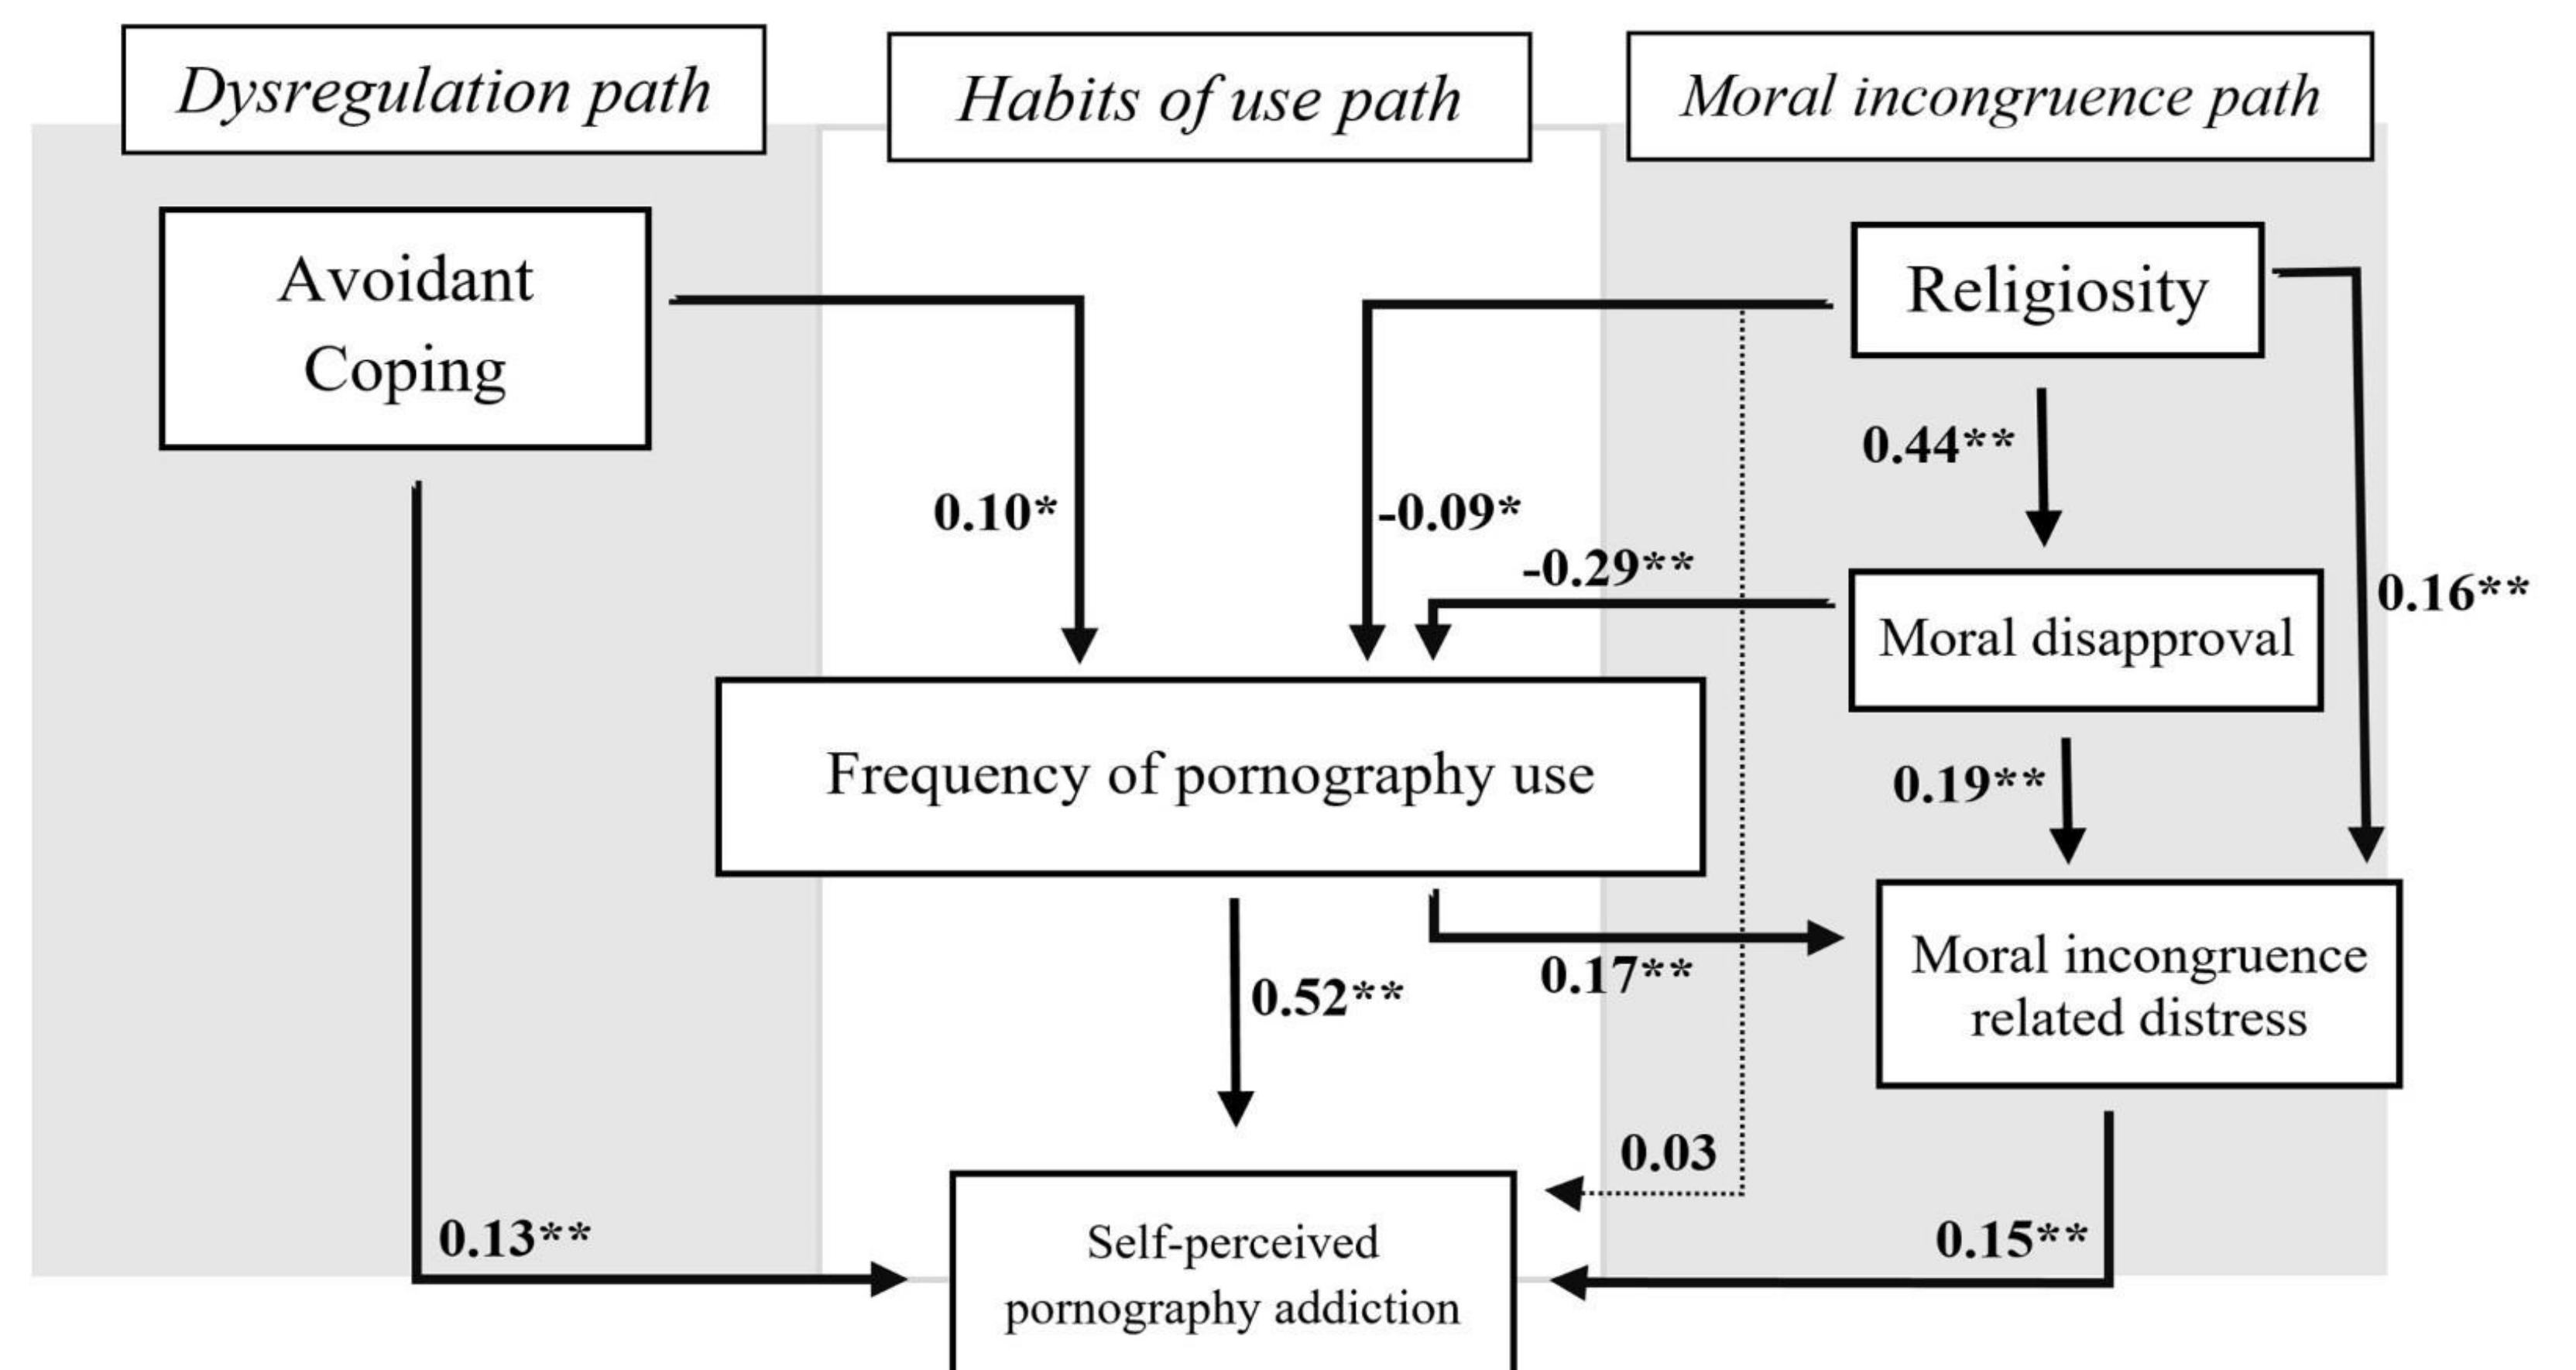 Dysregulation path
Habits of use path
Moral incongruence path
Avoidant
Coping
Religiosity
0.44**
0.10*
-0.09*
-0.29**
0.16**
Moral disapproval
Frequency of pornography use
0.19**
Moral incongruence
related distress
0.17**
0.52**
0.03
0.13**
0.15**
Self-perceived
pornography addiction